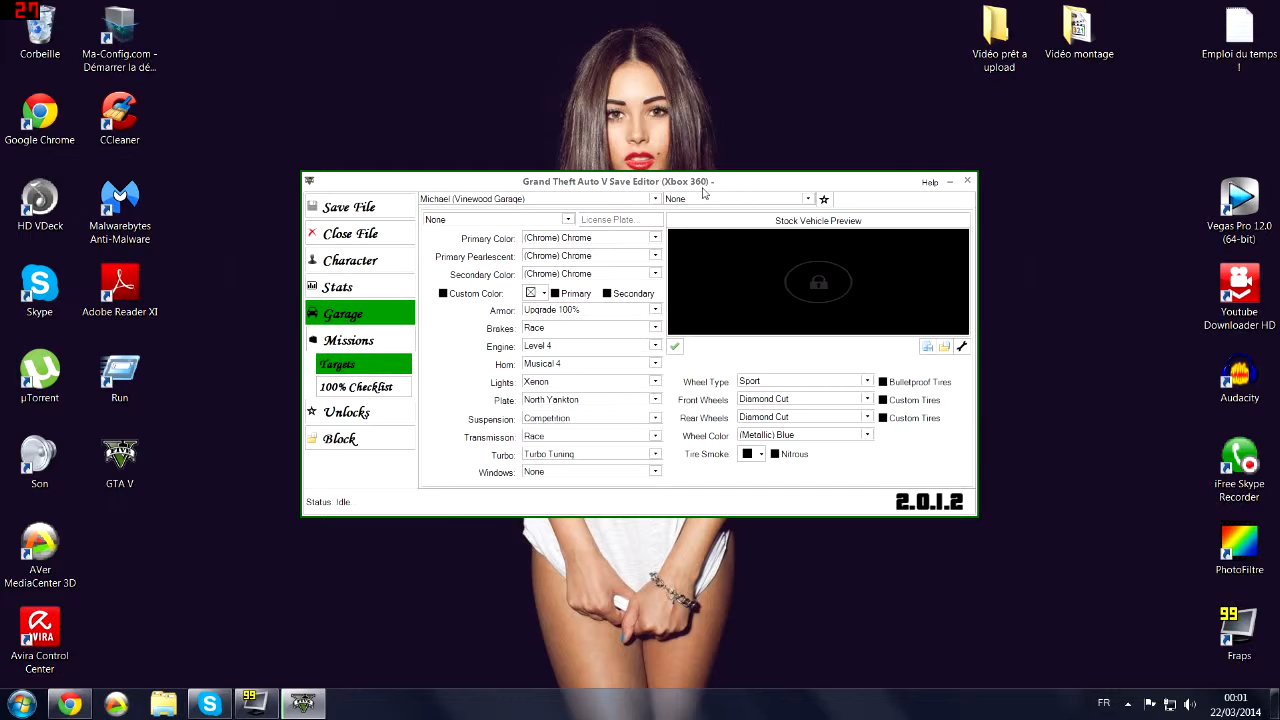 27
Corbeille
Ma-Config.com -
Démarrer la dé...
Google Chrome
CCleaner
HD VDeck
Malwarebytes
Anti-Malware
Skype
Adobe Reader XI
µTorrent
Run
Son
GTA V
AVer
MediaCenter 3D
Avira Control
Center
Vidéo prêt a
upload
Vidéo montage
Emploi du temps
!
Vegas Pro 12.0
(64-bit)
Youtube
Downloader HD
Audacity
iFree Skype
Recorder
PhotoFiltre
99
Fraps
Grand Theft Auto V Save Editor (Xbox 360) -
Help
Save File
Close File
Character
Stats
Garage
Missions
Targets
100% Checklist
Unlocks
Block
Michael (Vinewood Garage)
None
None
License Plate...
Primary Color: (Chrome) Chrome
Primary Pearlescent: (Chrome) Chrome
Secondary Color: (Chrome) Chrome
Custom Color: Primary Secondary
Armor: Upgrade 100%
Brakes: Race
Engine: Level 4
Horn: Musical 4
Lights: Xenon
Plate: North Yankton
Suspension: Competition
Transmisson: Race
Turbo: Turbo Tuning
Windows: None
Stock Vehicle Preview
Wheel Type Sport Bulletproof Tires
Front Wheels Diamond Cut Custom Tires
Rear Wheels Diamond Cut Custom Tires
Wheel Color (Metallic) Blue
Tire Smoke: Nitrous
Status: Idle...
2.0.1.2
99
FR
00:01
22/03/2014